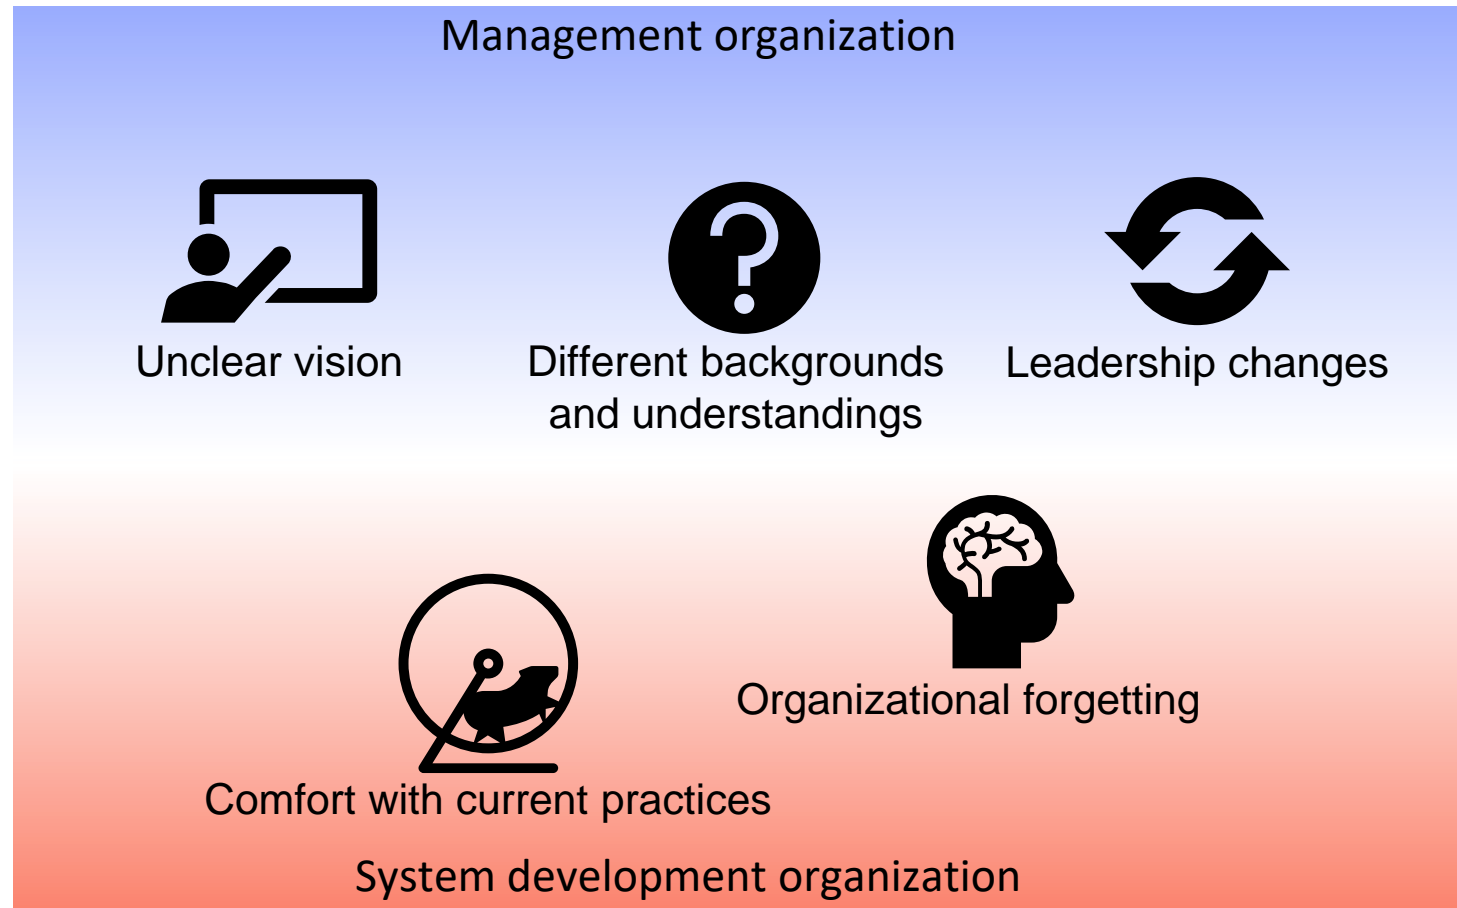 Management organization
Unclear vision
Different backgrounds
and understandings
Leadership changes
Organizational forgetting
Comfort with current practices
System development organization